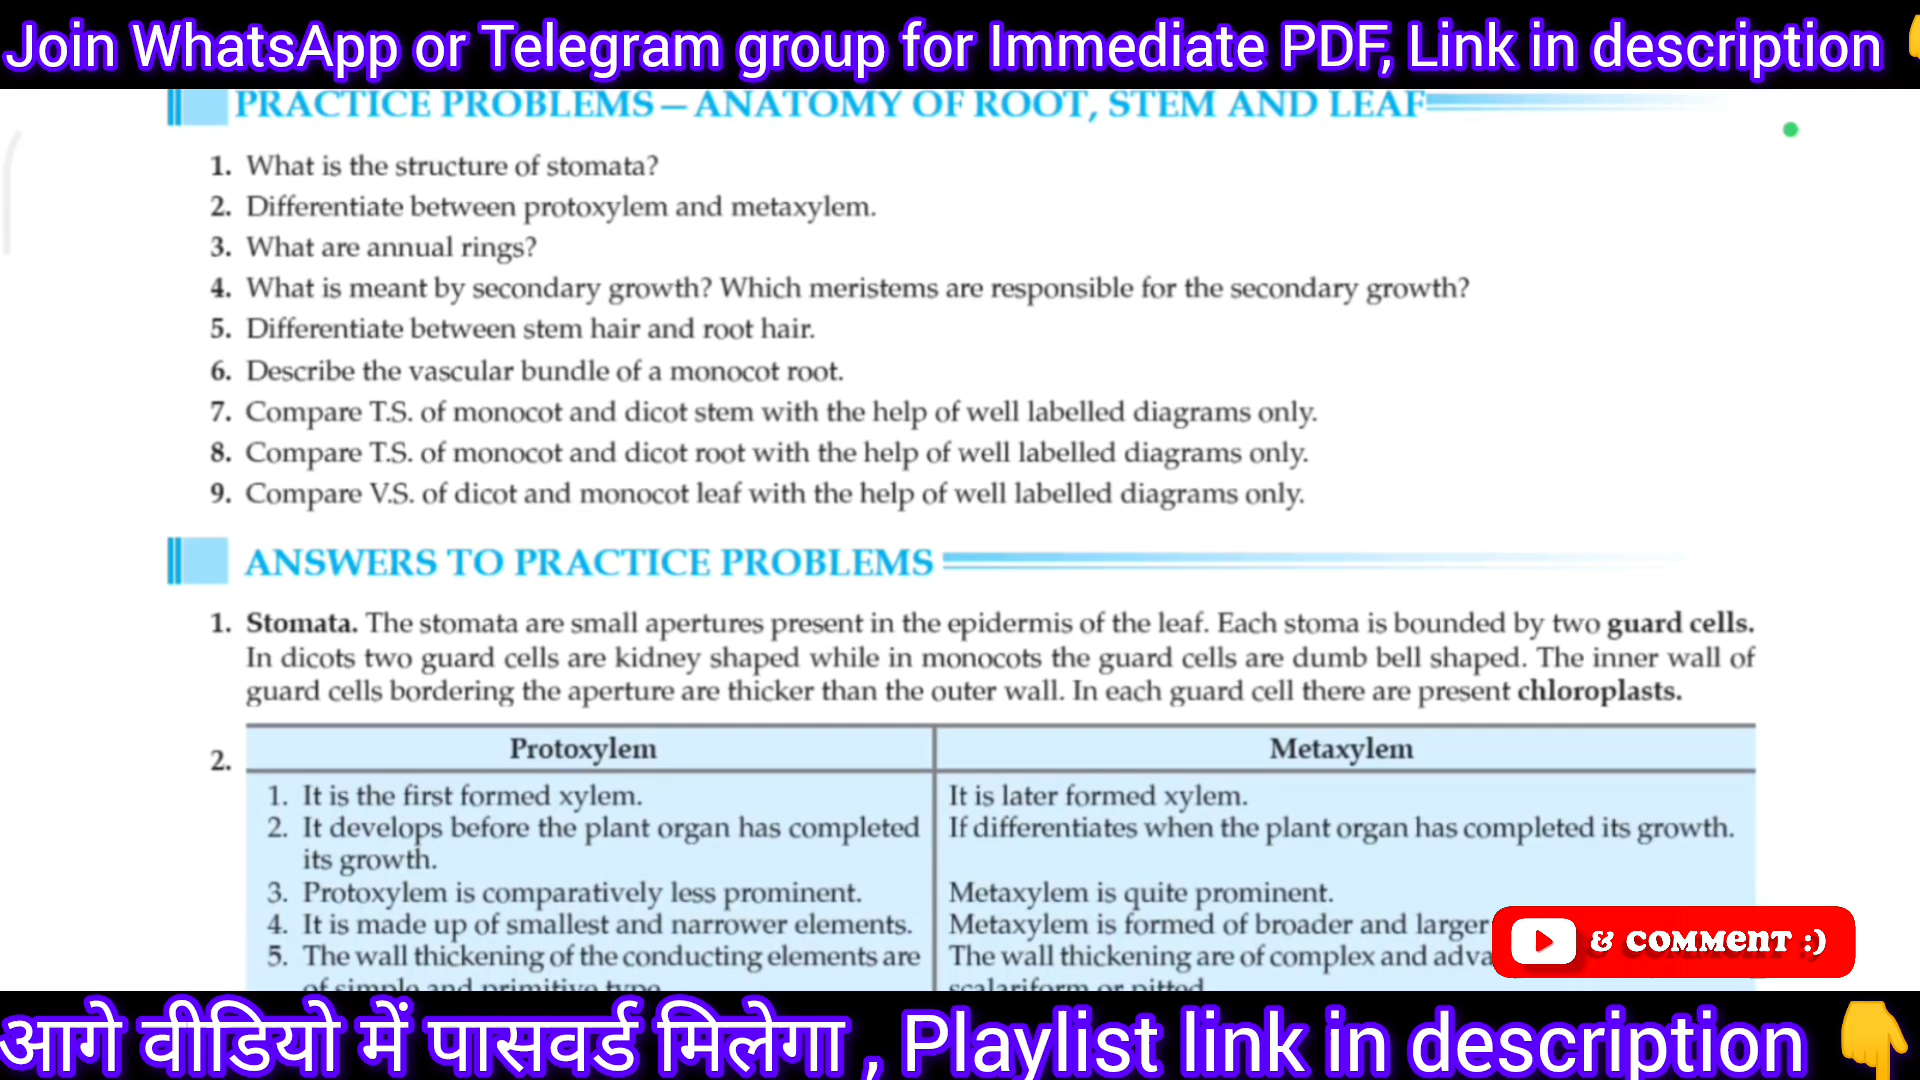 Join WhatsApp or Telegram group for Immediate PDF, Link in description
PRACTICE PROBLEMS — ANATOMY OF ROOT, STEM AND LEAF
1. What is the structure of stomata?
2. Differentiate between protoxylem and metaxylem.
3. What are annual rings?
4. What is meant by secondary growth? Which meristems are responsible for the secondary growth?
5. Differentiate between stem hair and root hair.
6. Describe the vascular bundle of a monocot root.
7. Compare T.S. of monocot and dicot stem with the help of well labelled diagrams only.
8. Compare T.S. of monocot and dicot root with the help of well labelled diagrams only.
9. Compare V.S. of dicot and monocot leaf with the help of well labelled diagrams only.
ANSWERS TO PRACTICE PROBLEMS
1. Stomata. The stomata are small apertures present in the epidermis of the leaf. Each stoma is bounded by two guard cells.
In dicots two guard cells are kidney shaped while in monocots the guard cells are dumb bell shaped. The inner wall of
guard cells bordering the aperture are thicker than the outer wall. In each guard cell there are present chloroplasts.
2. Protoxylem Metaxylem
1. It is the first formed xylem. It is later formed xylem.
2. It develops before the plant organ has completed If differentiates when the plant organ has completed its growth.
its growth.
3. Protoxylem is comparatively less prominent. Metaxylem is quite prominent.
4. It is made up of smallest and narrower elements. Metaxylem is formed of broader and larger
5. The wall thickening of the conducting elements are The wall thickening are of complex and adva
of simple and primitive type scalariform or pitted
& COMMENT :)
आगे वीडियो में पासवर्ड मिलेगा , Playlist link in description